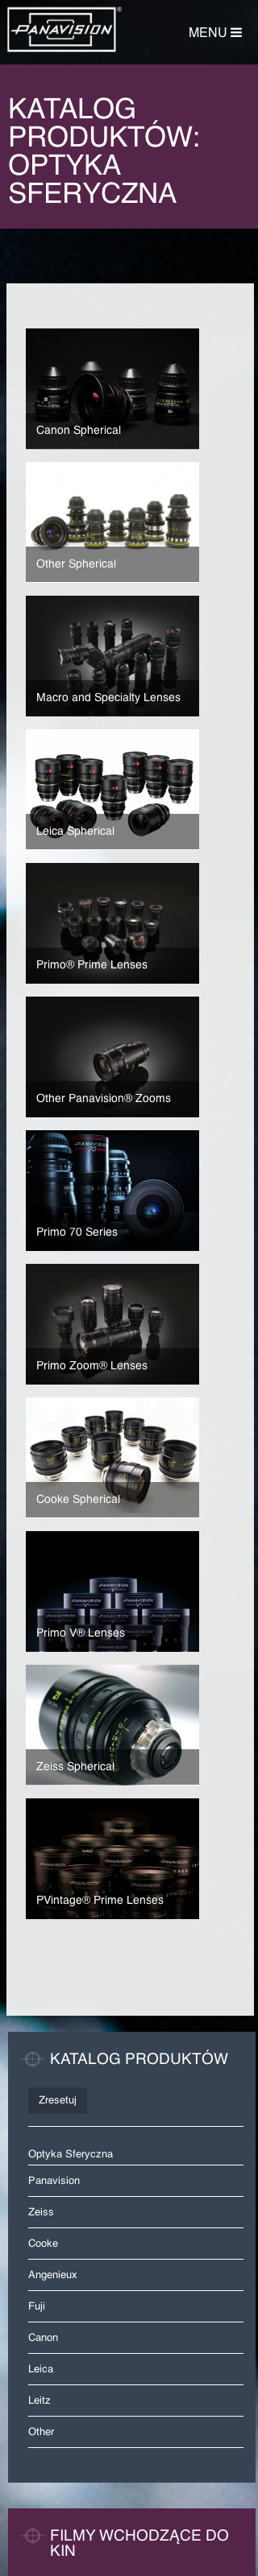 PANAVISION®
MENU
KATALOG
PRODUKTÓW:
OPTYKA
SFERYCZNA
Canon Spherical
Other Spherical
Macro and Specialty Lenses
Leica Spherical
Primo® Prime Lenses
Other Panavision® Zooms
70
Primo 70 Series
Primo Zoom® Lenses
Cooke Spherical
PANAVISION
Primo V® Lenses
Zeiss Spherical
PVintage® Prime Lenses
KATALOG PRODUKTÓW
Zresetuj
Optyka Sferyczna
Panavision
Zeiss
Cooke
Angenieux
Fuji
Canon
Leica
Leitz
Other
FILMY WCHODZĄCE DO
KIN